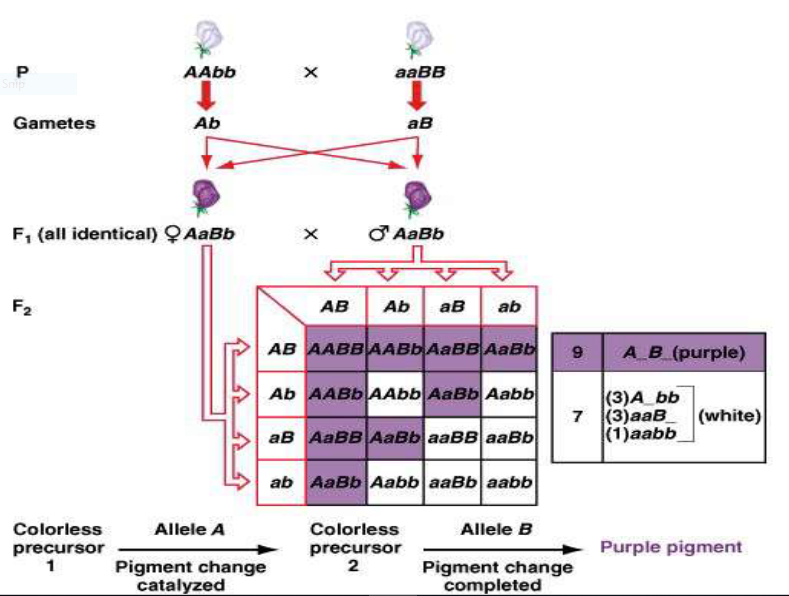 P AAbb × aaBB
Snip
Gametes Ab aB
F₁ (all identical) ♀ AaBb × ♂ AaBb
F₂
AB Ab aB ab
AB AABB AABb AaBB AaBb
Ab AABb AAbb AaBb Aabb
aB AaBB AaBb aaBB aaBb
ab AaBb Aabb aaBb aabb
9 A_B_(purple)
7 (3)A_bb
(3)aaB_ (white)
(1)aabb
Colorless Allele A Colorless Allele B
precursor precursor Purple pigment
1 Pigment change 2 Pigment change
catalyzed completed